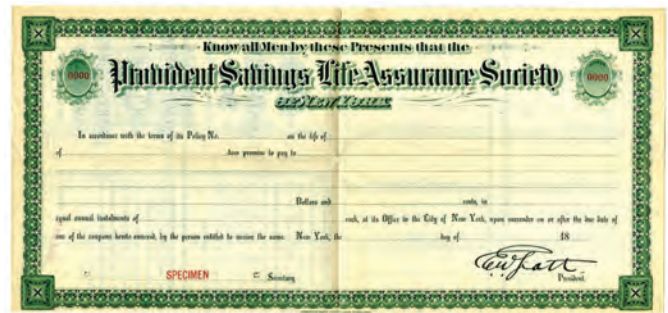 Know all Men by these Presents that the
0000 Provident Savings Life Assurance Society 0000
OF NEW YORK
In accordance with the terms of its Policy No. on the life of
of does promise to pay to
Dollars and cents, in
equal annual instalments of each, at its Office in the City of New York, upon surrender on or after the due date of
one of the coupons hereto annexed, by the person entitled to receive the same. New York, the day of 18
SPECIMEN Secretary President.